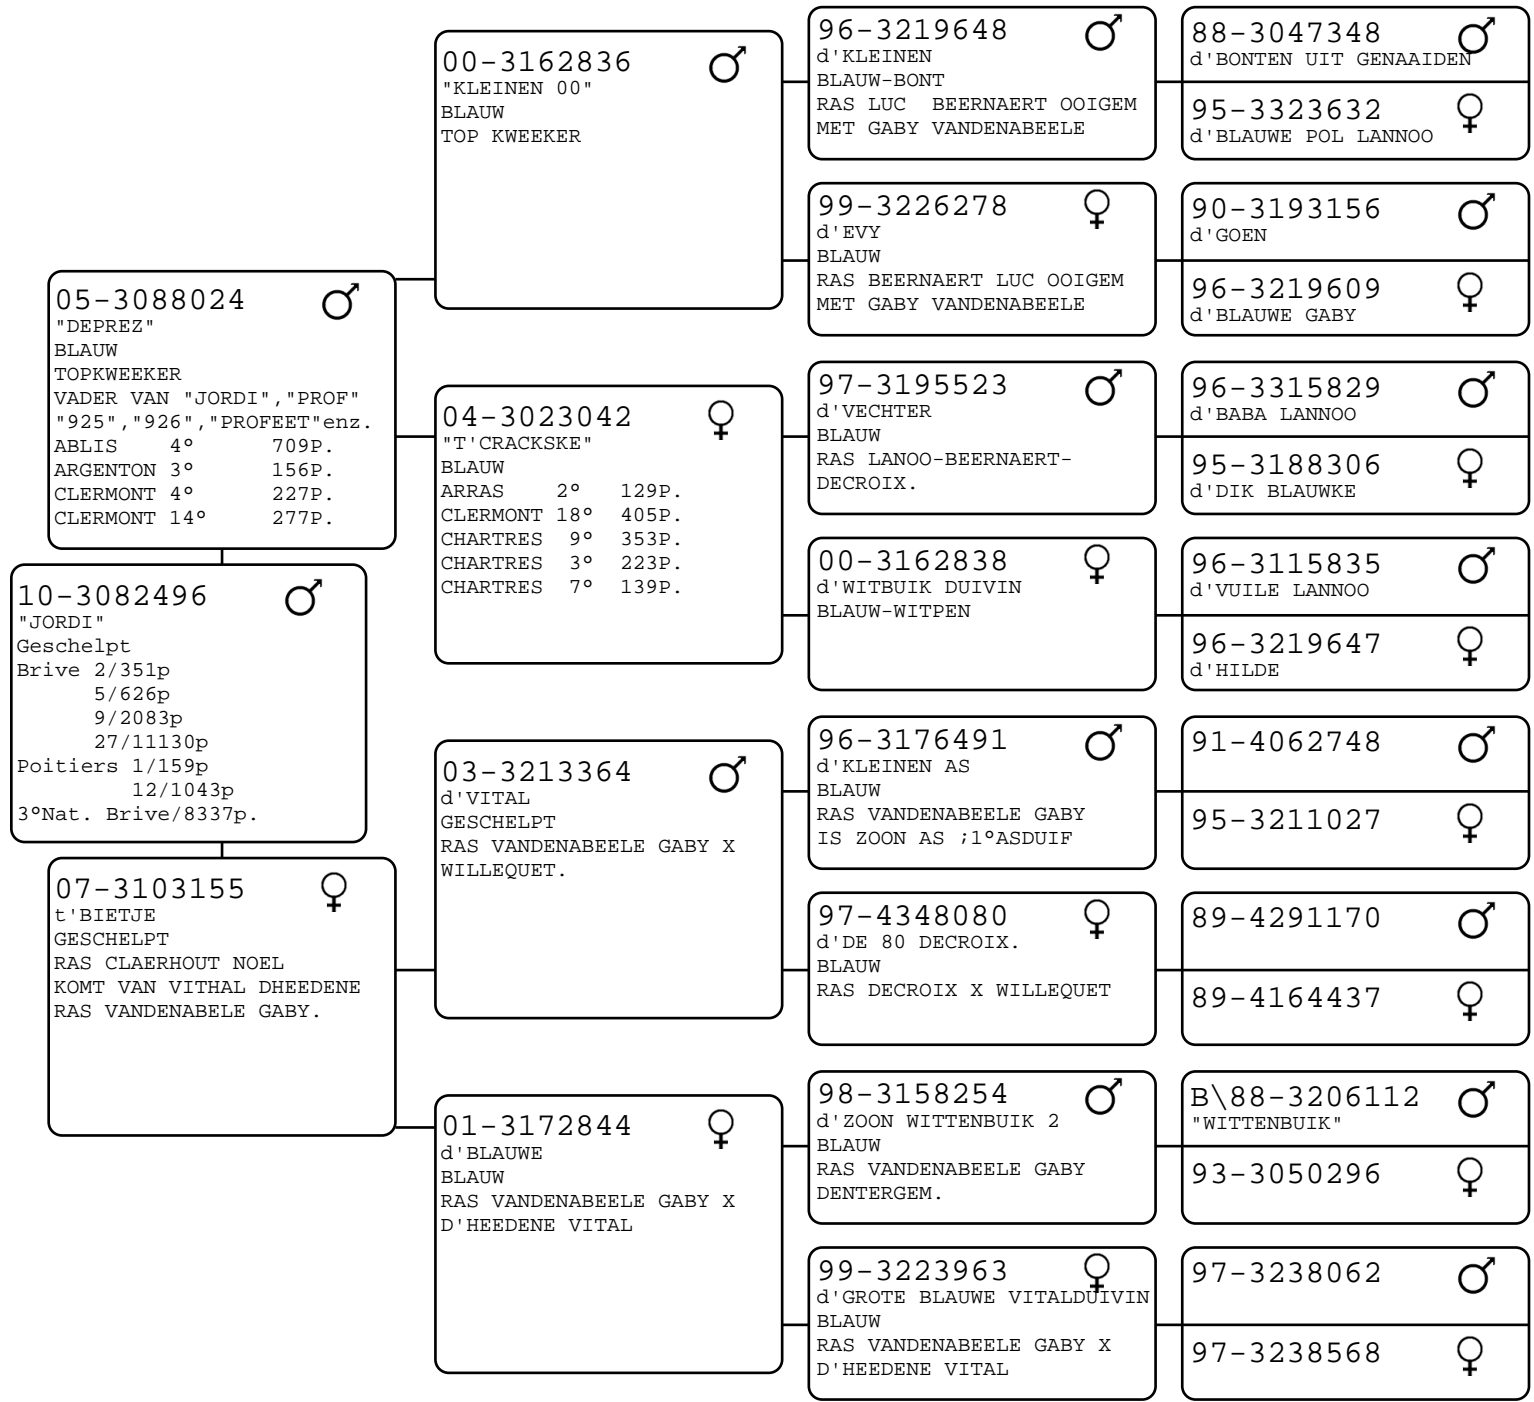 10-3082496
"JORDI"
Geschelpt
Brive 2/351p
5/626p
9/2083p
27/11130p
Poitiers 1/159p
12/1043p
3°Nat. Brive/8337p.
05-3088024
"DEPREZ"
BLAUW
TOPKWEEKER
VADER VAN "JORDI","PROF"
"925","926","PROFEET"enz.
ABLIS 4° 709P.
ARGENTON 3° 156P.
CLERMONT 4° 227P.
CLERMONT 14° 277P.
07-3103155
t'BIETJE
GESCHELPT
RAS CLAERHOUT NOEL
KOMT VAN VITHAL DHEEDENE
RAS VANDENABELE GABY.
00-3162836
"KLEINEN 00"
BLAUW
TOP KWEEKER
04-3023042
"T'CRACKSKE"
BLAUW
ARRAS 2° 129P.
CLERMONT 18° 405P.
CHARTRES 9° 353P.
CHARTRES 3° 223P.
CHARTRES 7° 139P.
03-3213364
d'VITAL
GESCHELPT
RAS VANDENABEELE GABY X
WILLEQUET.
01-3172844
d'BLAUWE
BLAUW
RAS VANDENABEELE GABY X
D'HEEDENE VITAL
96-3219648
d'KLEINEN
BLAUW-BONT
RAS LUC  BEERNAERT OOIGEM
MET GABY VANDENABEELE
99-3226278
d'EVY
BLAUW
RAS BEERNAERT LUC OOIGEM
MET GABY VANDENABEELE
97-3195523
d'VECHTER
BLAUW
RAS LANOO-BEERNAERT-
DECROIX.
00-3162838
d'WITBUIK DUIVIN
BLAUW-WITPEN
96-3176491
d'KLEINEN AS
BLAUW
RAS VANDENABEELE GABY
IS ZOON AS ;1°ASDUIF
97-4348080
d'DE 80 DECROIX.
BLAUW
RAS DECROIX X WILLEQUET
98-3158254
d'ZOON WITTENBUIK 2
BLAUW
RAS VANDENABEELE GABY
DENTERGEM.
99-3223963
d'GROTE BLAUWE VITALDUIVIN
BLAUW
RAS VANDENABEELE GABY X
D'HEEDENE VITAL
88-3047348
d'BONTEN UIT GENAAIDEN
95-3323632
d'BLAUWE POL LANNOO
90-3193156
d'GOEN
96-3219609
d'BLAUWE GABY
96-3315829
d'BABA LANNOO
95-3188306
d'DIK BLAUWKE
96-3115835
d'VUILE LANNOO
96-3219647
d'HILDE
91-4062748
95-3211027
89-4291170
89-4164437
B\88-3206112
"WITTENBUIK"
93-3050296
97-3238062
97-3238568